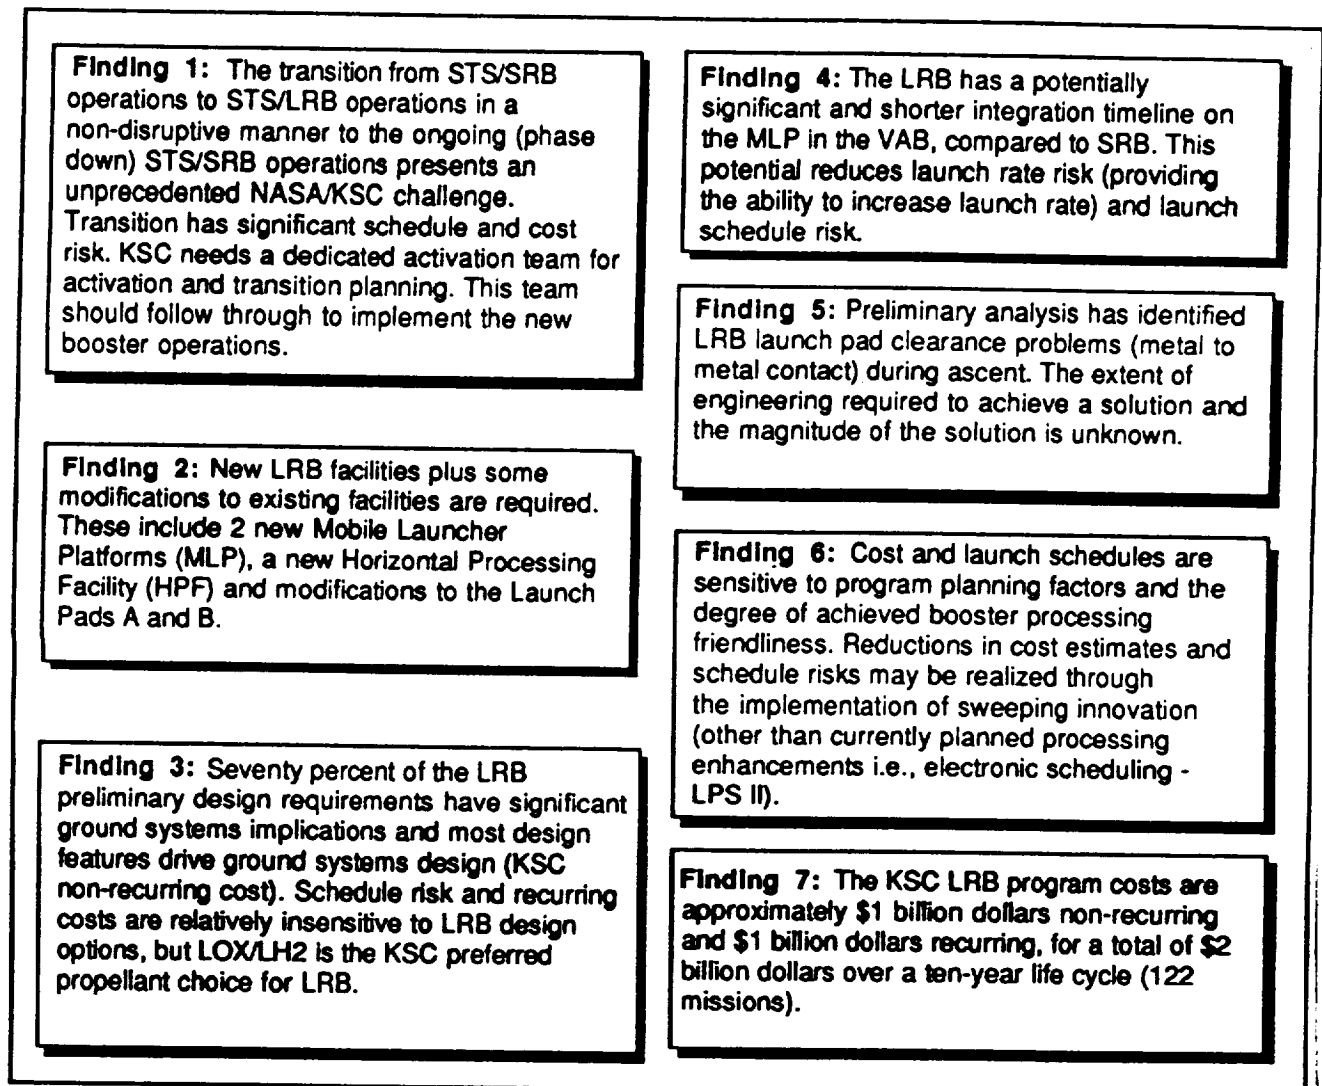 Finding 1: The transition from STS/SRB
operations to STS/LRB operations in a
non-disruptive manner to the ongoing (phase
down) STS/SRB operations presents an
unprecedented NASA/KSC challenge.
Transition has significant schedule and cost
risk. KSC needs a dedicated activation team for
activation and transition planning. This team
should follow through to implement the new
booster operations.
Finding 2: New LRB facilities plus some
modifications to existing facilities are required.
These include 2 new Mobile Launcher
Platforms (MLP), a new Horizontal Processing
Facility (HPF) and modifications to the Launch
Pads A and B.
Finding 3: Seventy percent of the LRB
preliminary design requirements have significant
ground systems implications and most design
features drive ground systems design (KSC
non-recurring cost). Schedule risk and recurring
costs are relatively insensitive to LRB design
options, but LOX/LH2 is the KSC preferred
propellant choice for LRB.
Finding 4: The LRB has a potentially
significant and shorter integration timeline on
the MLP in the VAB, compared to SRB. This
potential reduces launch rate risk (providing
the ability to increase launch rate) and launch
schedule risk.
Finding 5: Preliminary analysis has identified
LRB launch pad clearance problems (metal to
metal contact) during ascent. The extent of
engineering required to achieve a solution and
the magnitude of the solution is unknown.
Finding 6: Cost and launch schedules are
sensitive to program planning factors and the
degree of achieved booster processing
friendliness. Reductions in cost estimates and
schedule risks may be realized through
the implementation of sweeping innovation
(other than currently planned processing
enhancements i.e., electronic scheduling -
LPS II).
Finding 7: The KSC LRB program costs are
approximately $1 billion dollars non-recurring
and $1 billion dollars recurring, for a total of $2
billion dollars over a ten-year life cycle (122
missions).